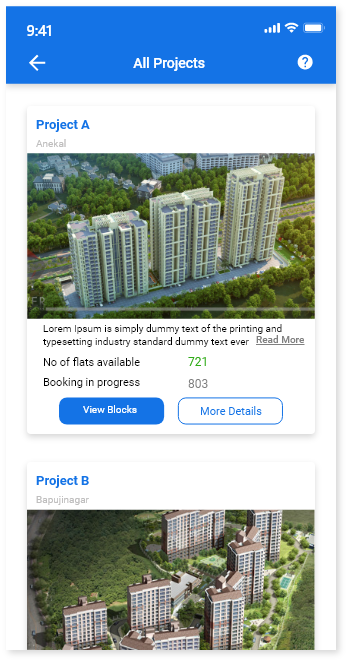 9:41
All Projects
Project A
Anekal
Lorem Ipsum is simply dummy text of the printing and
typesetting industry standard dummy text ever Read More
No of flats available 721
Booking in progress 803
View Blocks More Details
Project B
Bapujinagar